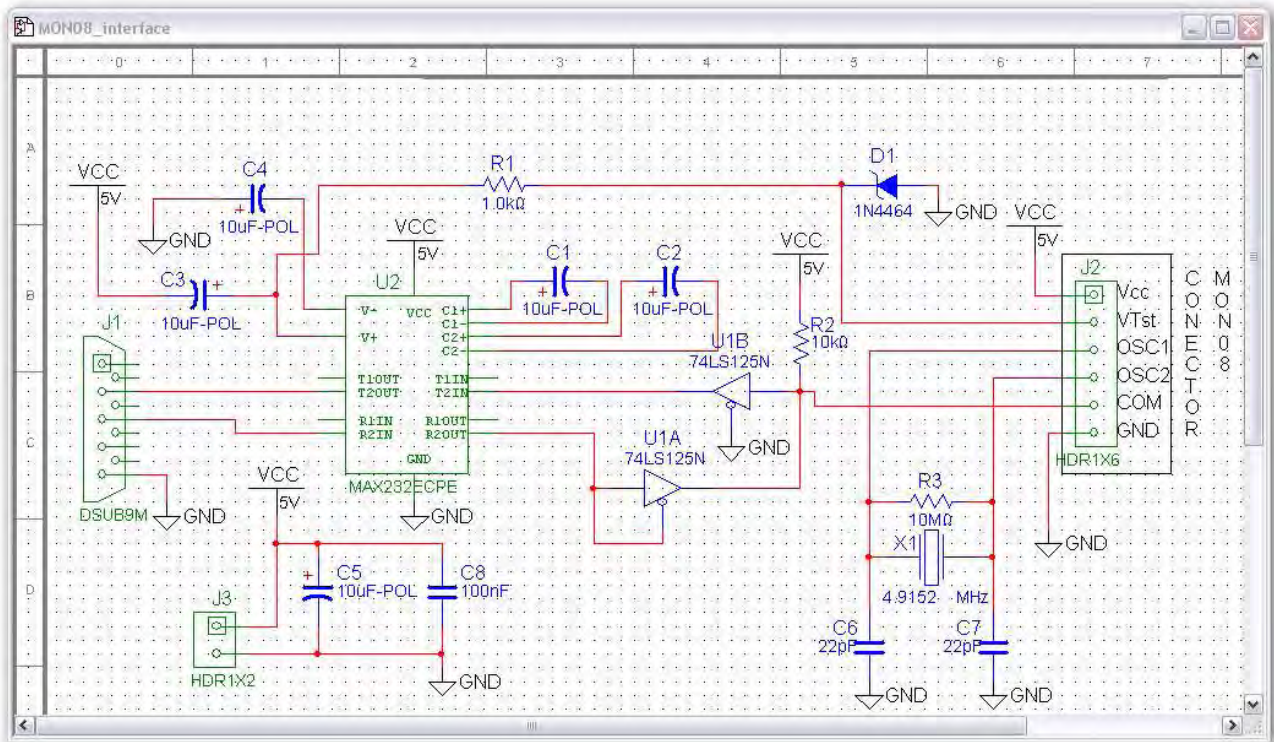 MON08_interface
0 1 2 3 4 5 6 7 8
A
B
C
D
VCC
5V
C4
10uF-POL
GND
C3
10uF-POL
R1
1.0kΩ
D1
1N4464
GND
VCC
5V
U2
V-
V+
VCC
C1+
C1-
C2+
C2-
T1OUT
T2OUT
T1IN
T2IN
R1IN
R2IN
R1OUT
R2OUT
GND
MAX232ECPE
GND
C1
10uF-POL
C2
10uF-POL
VCC
5V
R2
10kΩ
U1B
74LS125N
GND
U1A
74LS125N
VCC
5V
J2
Vcc
VTst
OSC1
OSC2
COM
GND
HDR1X6
CONECTOR
MON08
GND
J1
DSUB9M
GND
VCC
5V
C5
10uF-POL
C8
100nF
J3
HDR1X2
GND
R3
10MΩ
X1
4.9152 MHz
C6
22pF
C7
22pF
GND
GND